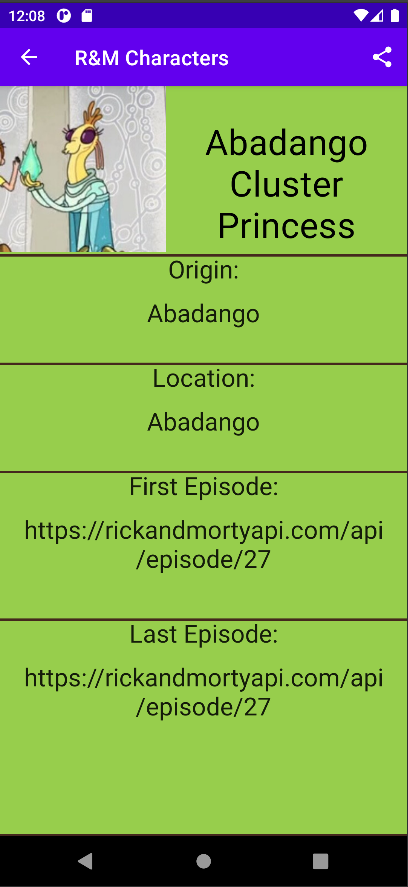 12:08
R&M Characters
Abadango
Cluster
Princess
Origin:
Abadango
Location:
Abadango
First Episode:
https://rickandmortyapi.com/api
/episode/27
Last Episode:
https://rickandmortyapi.com/api
/episode/27